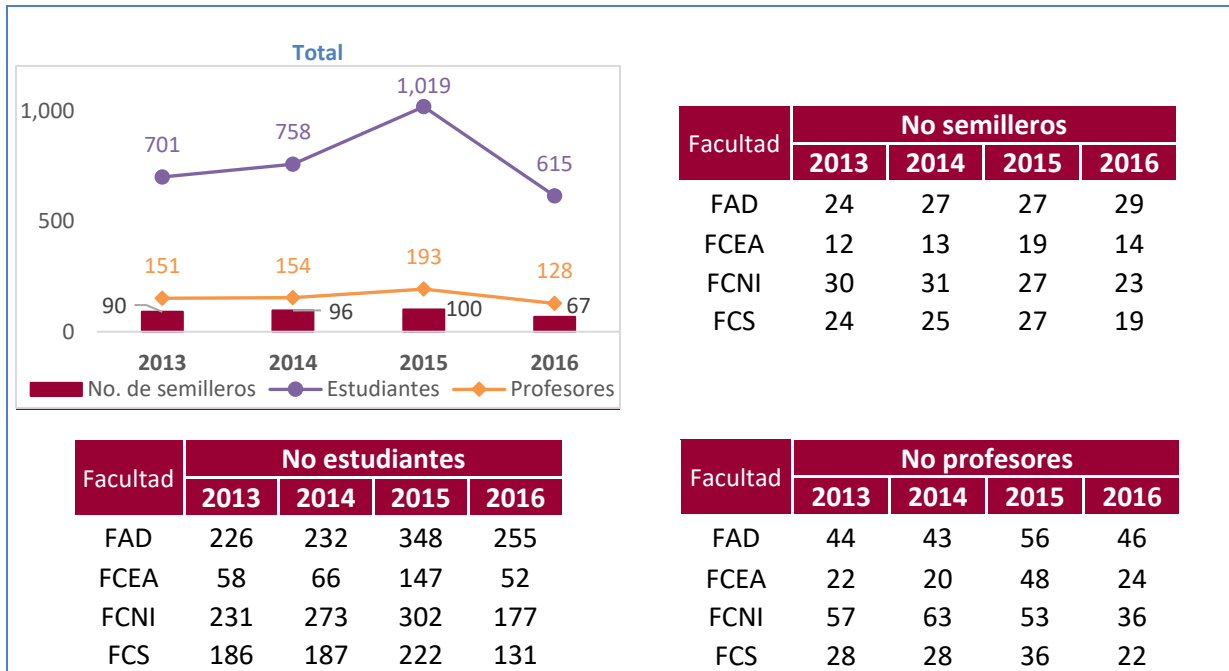 Total
1,000
500
0
701
758
1,019
615
151
154
193
128
90
96
100
67
2013 2014 2015 2016
No. de semilleros Estudiantes Profesores
Facultad No semilleros
2013 2014 2015 2016
FAD 24 27 27 29
FCEA 12 13 19 14
FCNI 30 31 27 23
FCS 24 25 27 19
Facultad No estudiantes
2013 2014 2015 2016
FAD 226 232 348 255
FCEA 58 66 147 52
FCNI 231 273 302 177
FCS 186 187 222 131
Facultad No profesores
2013 2014 2015 2016
FAD 44 43 56 46
FCEA 22 20 48 24
FCNI 57 63 53 36
FCS 28 28 36 22